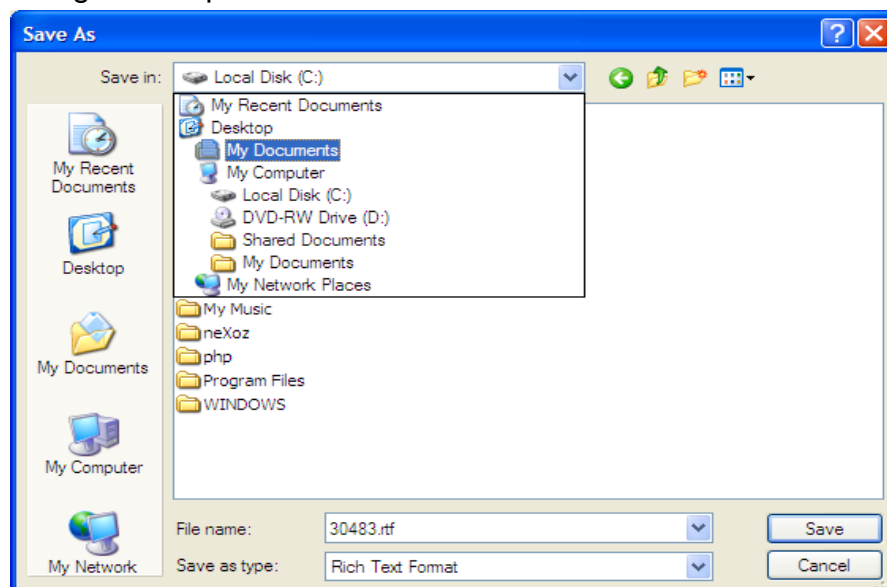 Save As
Save in: Local Disk (C:)
My Recent Documents
Desktop
My Documents
My Computer
Local Disk (C:)
DVD-RW Drive (D:)
Shared Documents
My Documents
My Network Places
My Music
neXoz
php
Program Files
WINDOWS
My Recent
Documents
Desktop
My Documents
My Computer
My Network
File name: 30483.rtf Save
Save as type: Rich Text Format Cancel